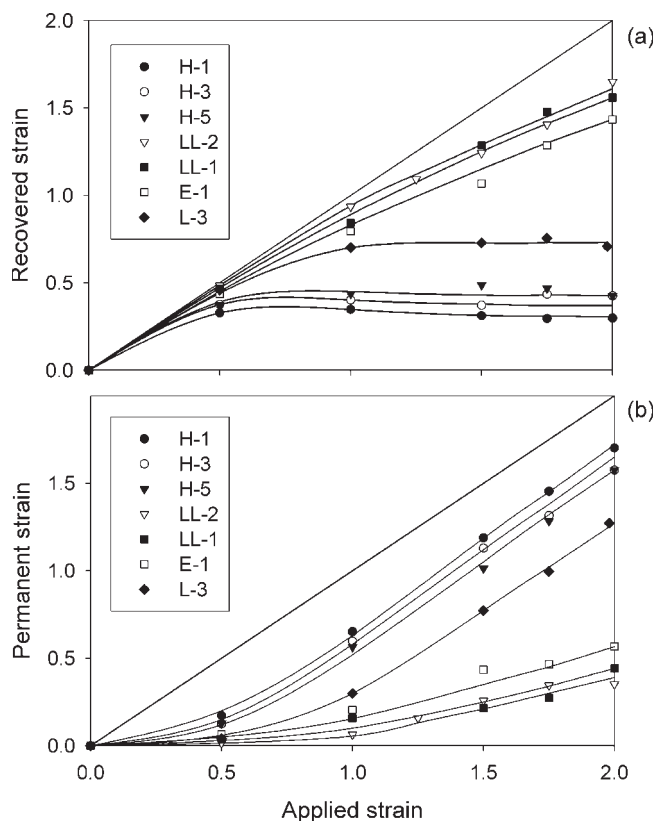 2.0
(a)
H-1
H-3
H-5
LL-2
LL-1
E-1
L-3
1.5
1.0
0.5
0.0
Recovered strain
(b)
H-1
H-3
H-5
LL-2
LL-1
E-1
L-3
1.5
1.0
0.5
0.0
Permanent strain
0.0 0.5 1.0 1.5 2.0
Applied strain